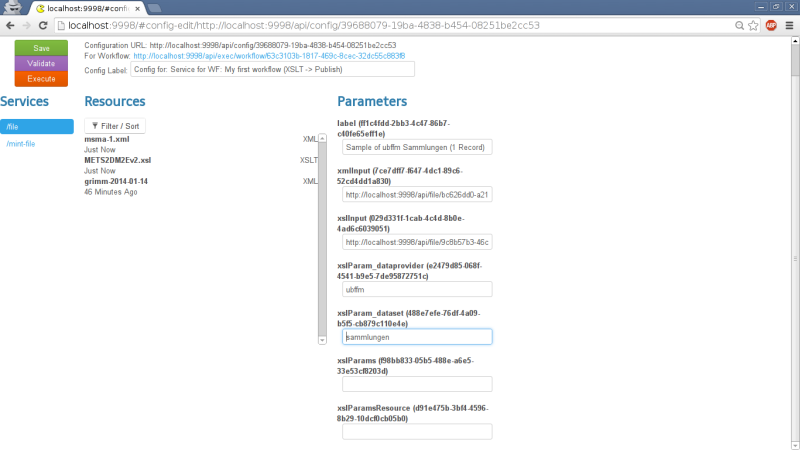 localhost:9998/#config
localhost:9998/#config-edit/http://localhost:9998/api/config/39688079-19ba-4838-b454-08251be2cc53
ABP
Save
Validate
Execute
Configuration URL: http://localhost:9998/api/config/39688079-19ba-4838-b454-08251be2cc53
For Workflow: http://localhost:9998/api/exec/workflow/63c3103b-1817-469c-8cec-32dc55c883f8
Config Label: Config for: Service for WF: My first workflow (XSLT -> Publish)
Services
/file
/mint-file
Resources
Filter / Sort
msma-1.xml XML
Just Now
METS2DM2Ev2.xsl XSLT
Just Now
grimm-2014-01-14 XML
46 Minutes Ago
Parameters
label (ff1c4fdd-2bb3-4c47-86b7-
c40fe65eff1e)
Sample of ubffm Sammlungen (1 Record)
xmlInput (7ce7dff7-f647-4dc1-89c6-
52cd4dd1a830)
http://localhost:9998/api/file/bc626dd0-a21
xslInput (029d331f-1cab-4c4d-8b0e-
4ad6c6039051)
http://localhost:9998/api/file/9c8b57b3-46c
xslParam_dataprovider (e2479d85-068f-
4541-b9e5-7de95872751c)
ubffm
xslParam_dataset (488e7efe-76df-4a09-
b5f5-cb879c110e4e)
sammlungen
xslParams (f98bb833-05b5-488e-a6e5-
33e53cf8203d)
xslParamsResource (d91e475b-3bf4-4596-
8b29-10dcf0cb05b0)